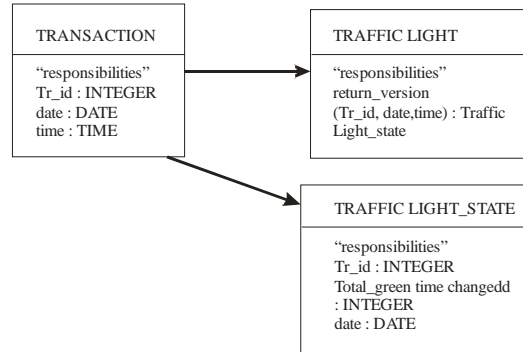 TRANSACTION
“responsibilities”
Tr_id : INTEGER
date : DATE
time : TIME
TRAFFIC LIGHT
“responsibilities”
return_version
(Tr_id, date,time) : Traffic
Light_state
TRAFFIC LIGHT_STATE
“responsibilities”
Tr_id : INTEGER
Total_green time changedd
: INTEGER
date : DATE